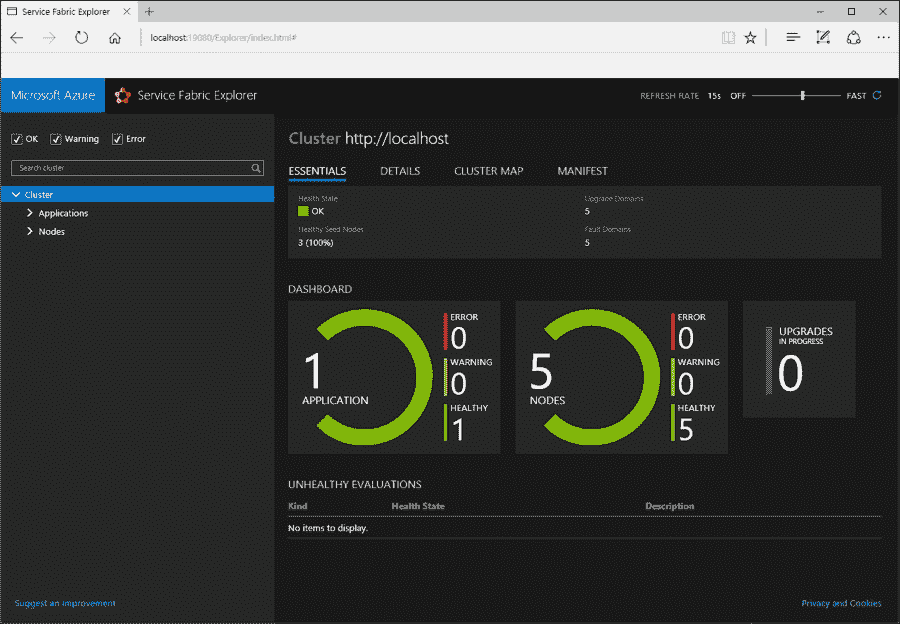 Service Fabric Explorer
localhost:19080/Explorer/index.html#
Microsoft Azure
Service Fabric Explorer
REFRESH RATE 15s OFF FAST
OK Warning Error
Search cluster
Cluster
Applications
Nodes
Suggest an improvement
Cluster http://localhost
ESSENTIALS DETAILS CLUSTER MAP MANIFEST
Health State Upgrade Domains
OK 5
Healthy Seed Nodes Fault Domains
3 (100%) 5
DASHBOARD
1
APPLICATION
ERROR
0
WARNING
0
HEALTHY
1
5
NODES
ERROR
0
WARNING
0
HEALTHY
5
UPGRADES
IN PROGRESS
0
UNHEALTHY EVALUATIONS
Kind Health State Description
No items to display.
Privacy and Cookies